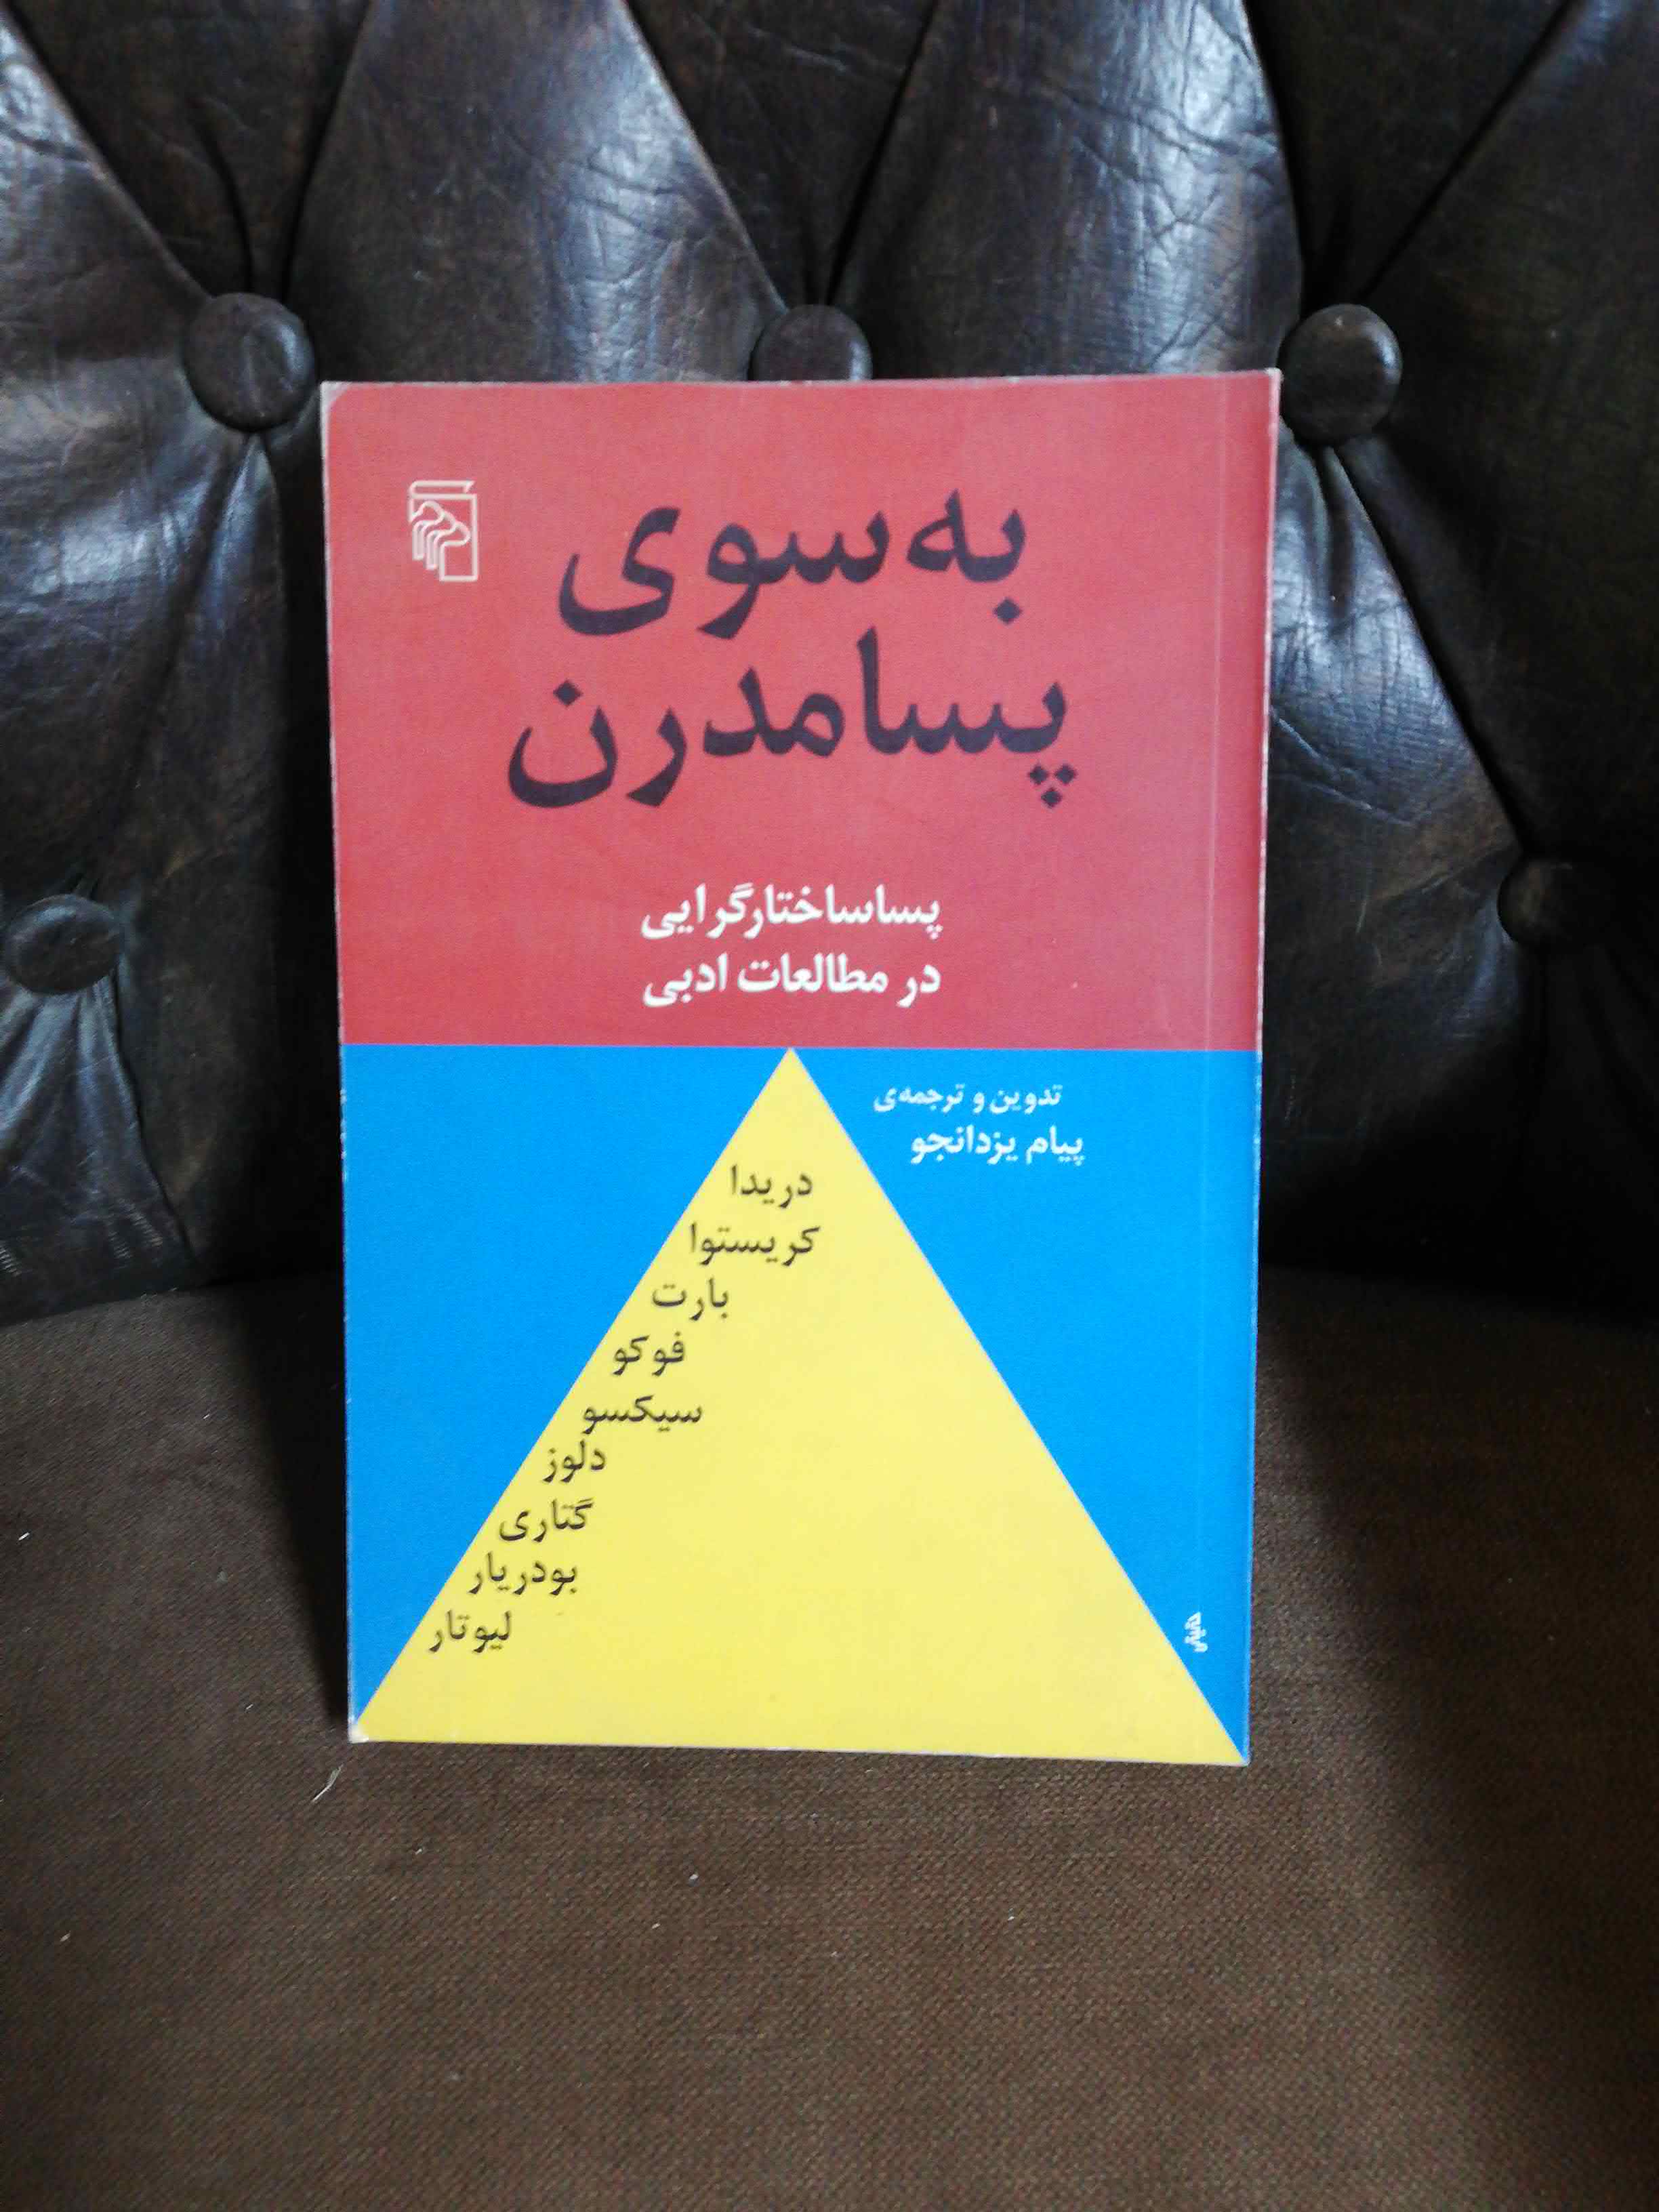 به‌سوی
پسامدرن
پساساختارگرایی
در مطالعات ادبی
تدوین و ترجمه‌ی
پیام یزدانجو
دریدا
کریستوا
بارت
فوکو
سیکسو
دلوز
گتاری
بودریار
لیوتار